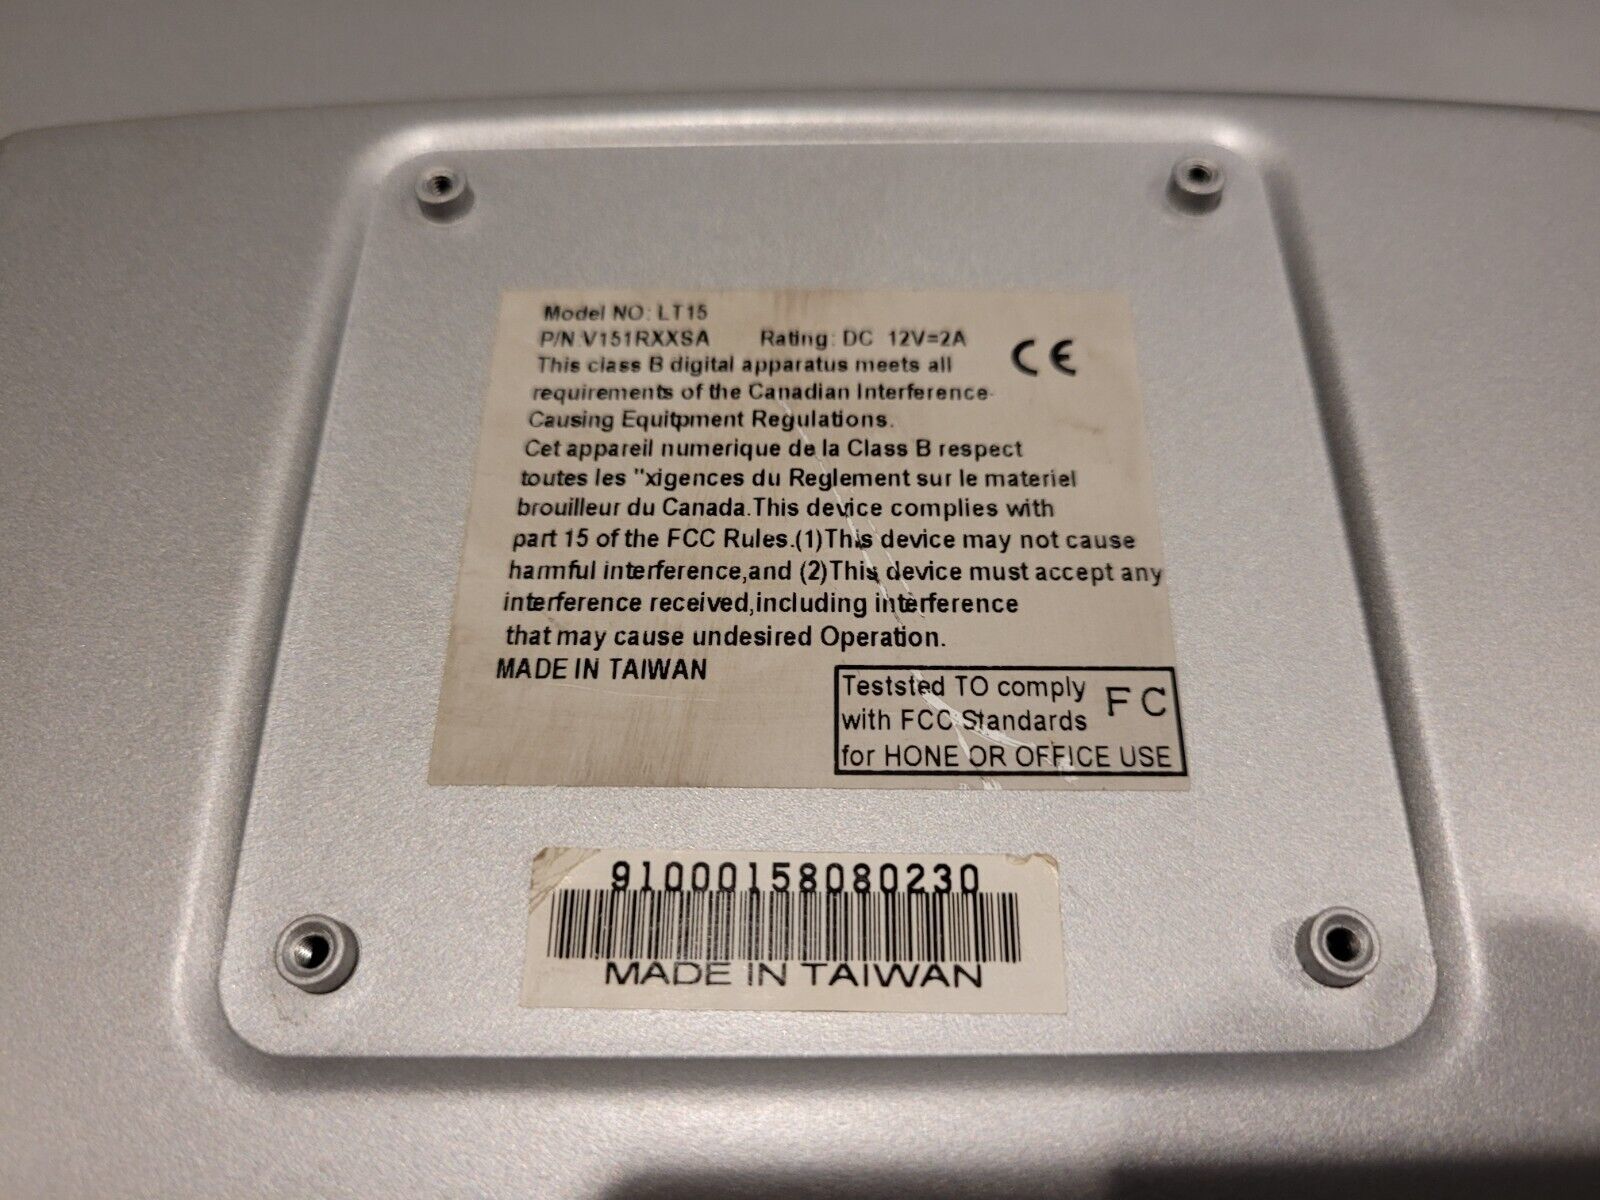 Model NO: LT15
P/N:V151RXXSA Rating: DC 12V=2A
CE
This class B digital apparatus meets all
requirements of the Canadian Interference-
Causing Equitpment Regulations.
Cet appareil numerique de la Class B respect
toutes les "xigences du Reglement sur le materiel
brouilleur du Canada.This device complies with
part 15 of the FCC Rules.(1)This device may not cause
harmful interference,and (2)This device must accept any
interference received,including interference
that may cause undesired Operation.
MADE IN TAIWAN
Teststed TO comply
with FCC Standards
for HONE OR OFFICE USE
FC
91000158080230
MADE IN TAIWAN